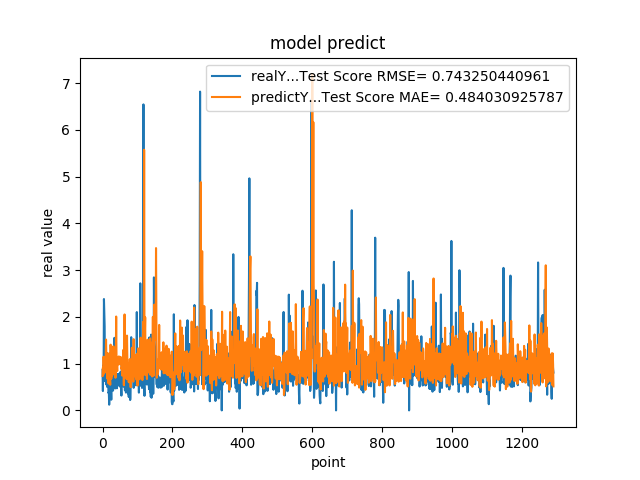 model predict
realY...Test Score RMSE= 0.743250440961
predictY...Test Score MAE= 0.484030925787
real value
7
6
5
4
3
2
1
0
0 200 400 600 800 1000 1200
point